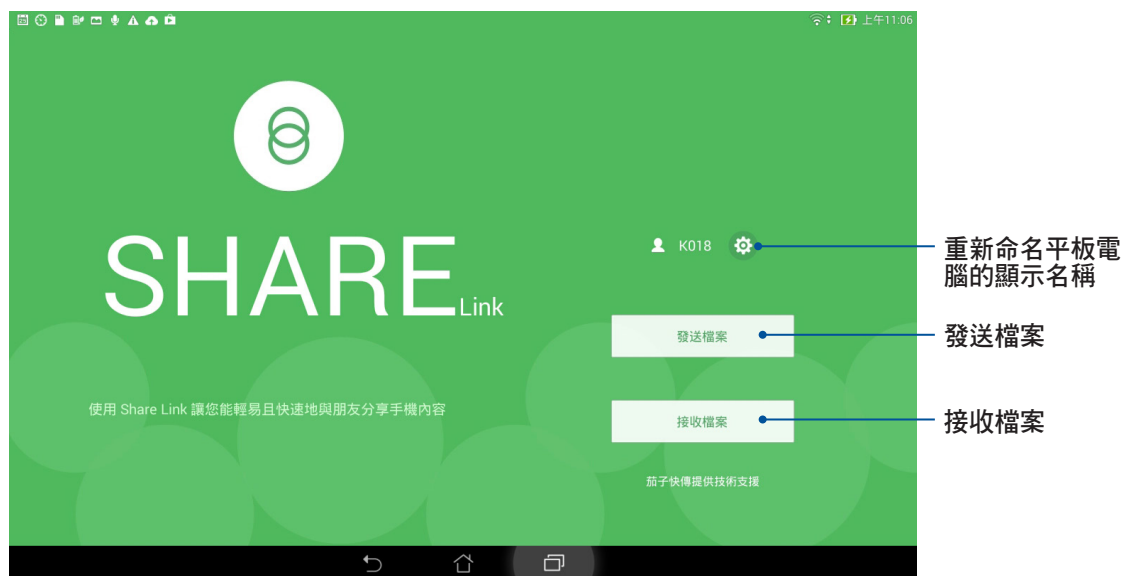 上午11:06
SHARE Link
使用 Share Link 讓您能輕易且快速地與朋友分享手機內容
K018
發送檔案
接收檔案
茄子快傳提供技術支援
重新命名平板電
腦的顯示名稱
發送檔案
接收檔案